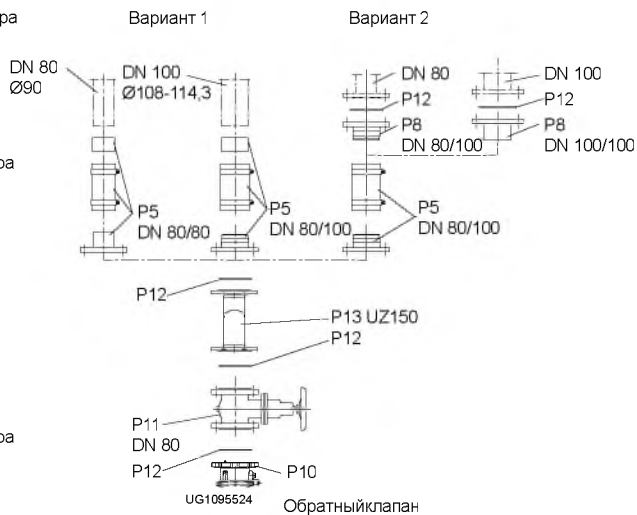 ра
Вариант 1
Вариант 2
DN 80
Ø90
DN 100
Ø108-114,3
DN 80
P12
P8
DN 80/100
DN 100
P12
P8
DN 100/100
ра
P5
DN 80/80
P5
DN 80/100
P5
DN 80/100
P12
P13 UZ150
P12
P11
DN 80
ра
P12
P10
UG1095524
Обратныйклапан